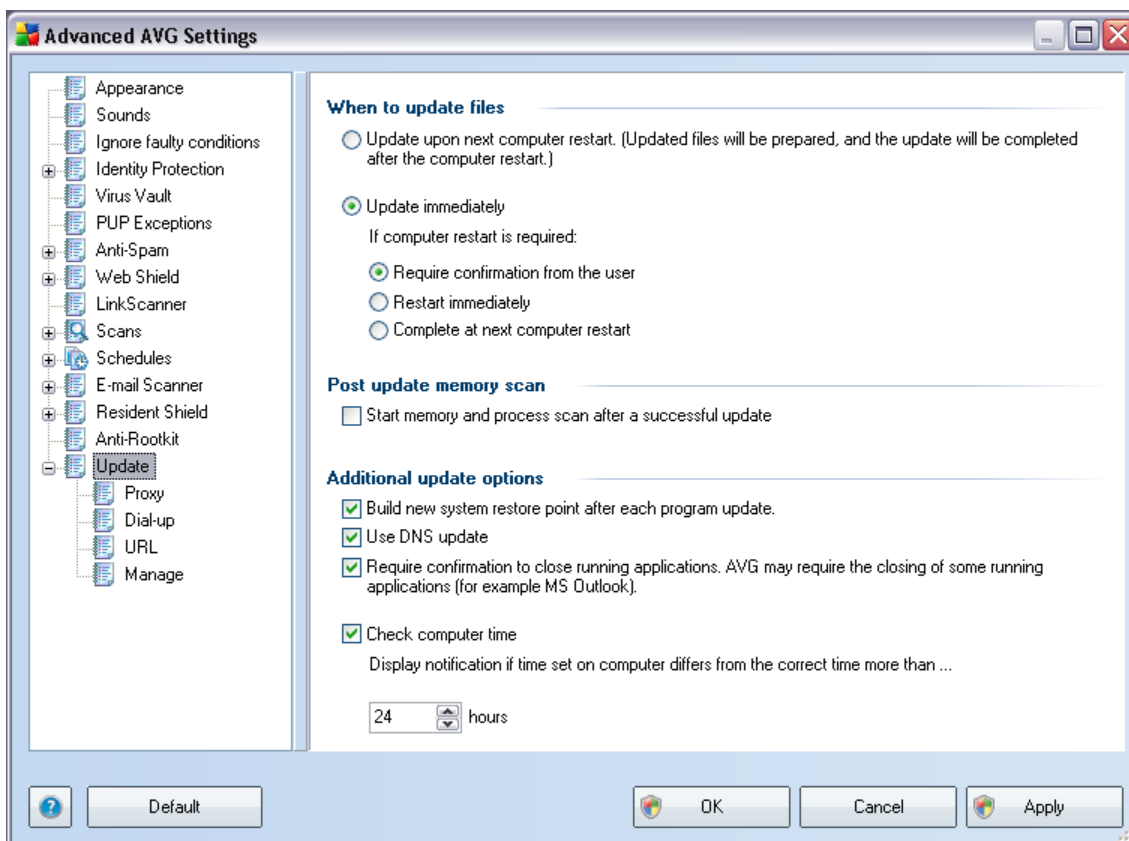 Advanced AVG Settings
Appearance
Sounds
Ignore faulty conditions
Identity Protection
Virus Vault
PUP Exceptions
Anti-Spam
Web Shield
LinkScanner
Scans
Schedules
E-mail Scanner
Resident Shield
Anti-Rootkit
Update
Proxy
Dial-up
URL
Manage
When to update files
Update upon next computer restart. (Updated files will be prepared, and the update will be completed
after the computer restart.)
Update immediately
If computer restart is required:
Require confirmation from the user
Restart immediately
Complete at next computer restart
Post update memory scan
Start memory and process scan after a successful update
Additional update options
Build new system restore point after each program update.
Use DNS update
Require confirmation to close running applications. AVG may require the closing of some running
applications (for example MS Outlook).
Check computer time
Display notification if time set on computer differs from the correct time more than ...
24 hours
Default
OK
Cancel
Apply